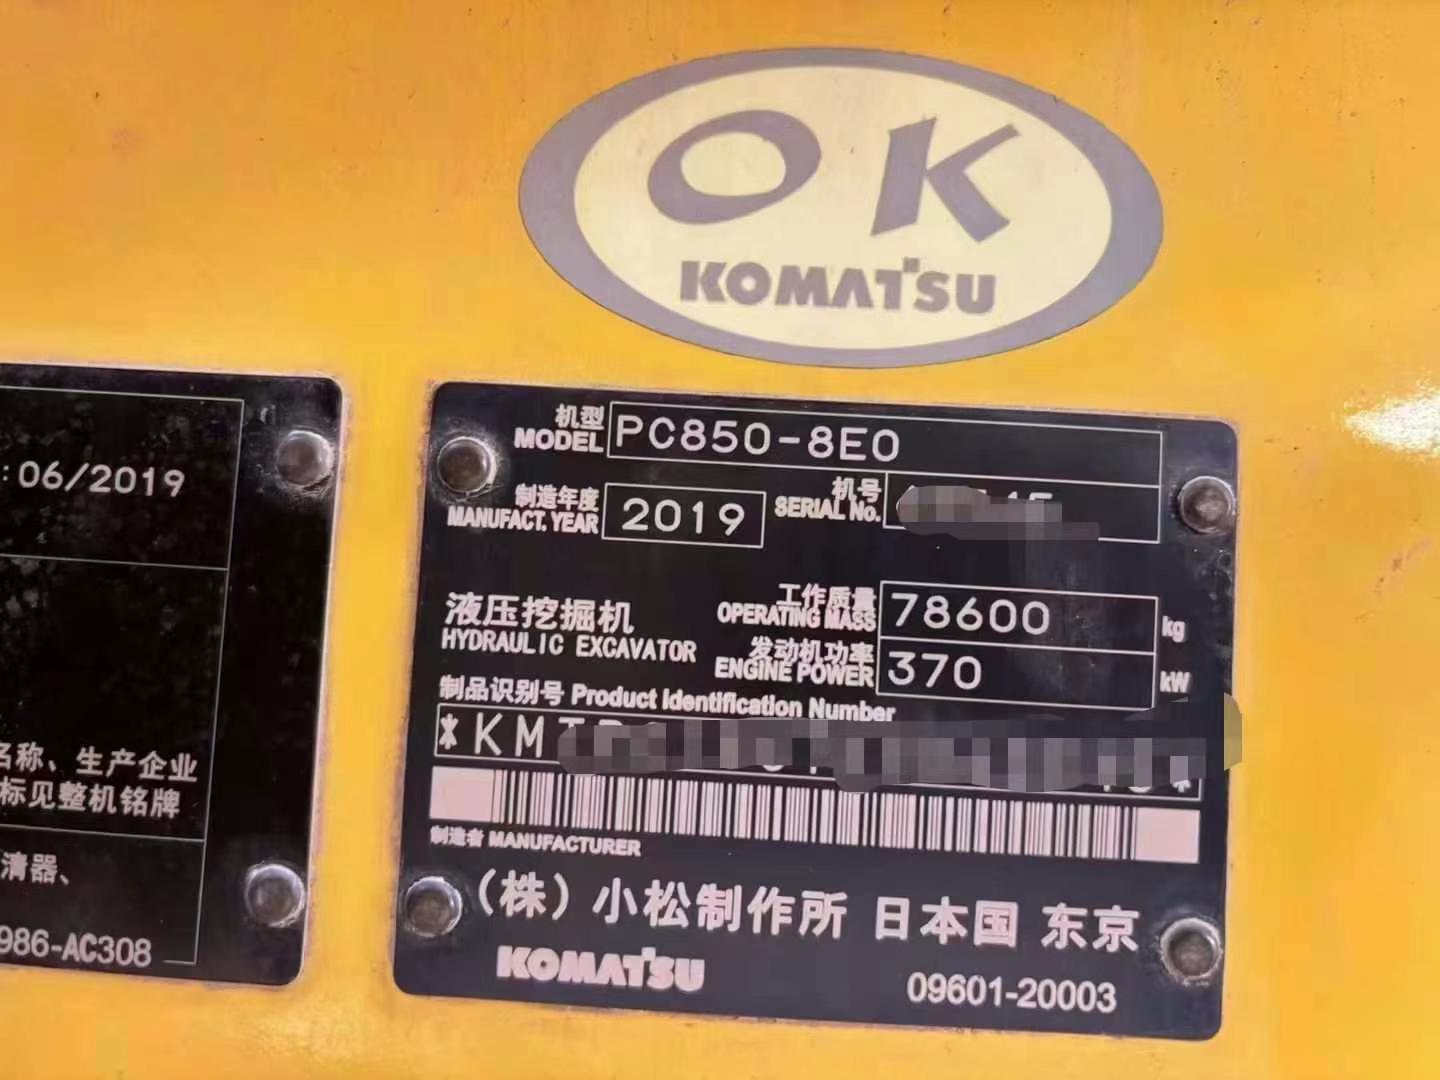 OK
KOMATSU
:06/2019
名称、生产企业
标见整机铭牌
清器、
986-AC308
机型
MODEL PC850-8E0
制造年度
MANUFACT. YEAR 2019
机号
SERIAL No.
液压挖掘机
HYDRAULIC EXCAVATOR
工作质量
OPERATING MASS 78600 kg
发动机功率
ENGINE POWER 370 kW
制品识别号 Product Identification Number
*KM
制造者 MANUFACTURER
（株）小松制作所 日本国 东京
KOMATSU
09601-20003